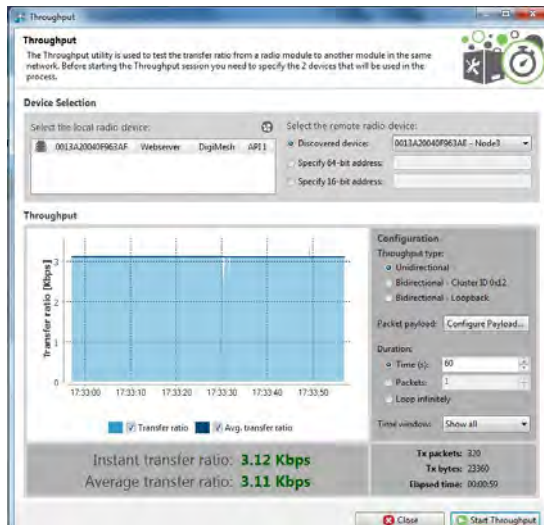 Throughput
Throughput
The Throughput utility is used to test the transfer ratio from a radio module to another module in the same
network. Before starting the Throughput session you need to specify the 2 devices that will be used in the
process.
Device Selection
Select the local radio device:
0013A20040F963AF Webserver DigiMesh API 1
Select the remote radio device:
Discovered device: 0013A20040F963AE - Node3
Specify 64-bit address:
Specify 16-bit address:
Throughput
Transfer ratio [Kbps]
3
2
1
0
17:33:00 17:33:10 17:33:20 17:33:30 17:33:40 17:33:50
Transfer ratio Avg. transfer ratio
Configuration
Throughput type:
Unidirectional
Bidirectional - Cluster ID 0x12
Bidirectional - Loopback
Packet payload: Configure Payload...
Duration:
Time (s): 60
Packets: 1
Loop infinitely
Time window: Show all
Instant transfer ratio: 3.12 Kbps
Average transfer ratio: 3.11 Kbps
Tx packets: 320
Tx bytes: 23360
Elapsed time: 00:00:59
Close Start Throughput